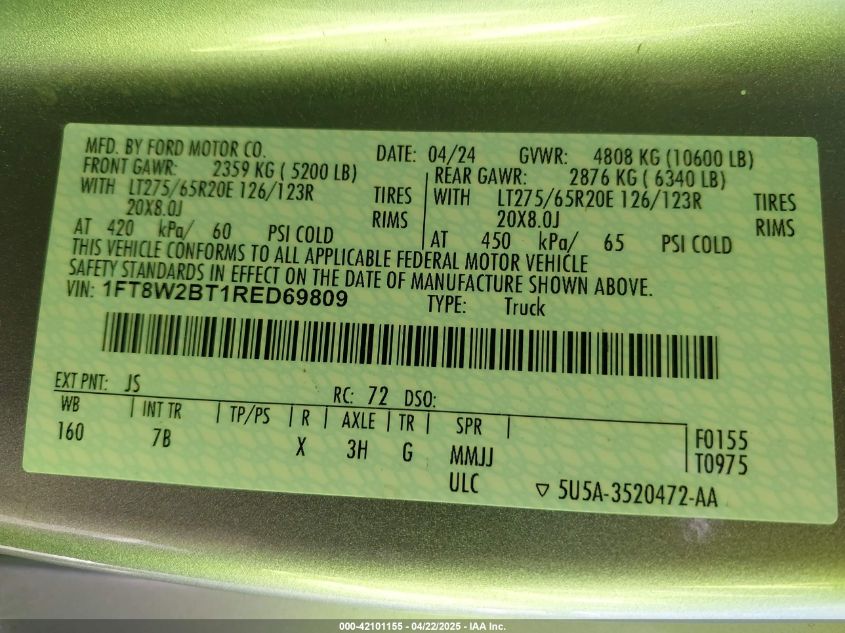 MFD. BY FORD MOTOR CO. DATE: 04/24 GVWR: 4808 KG (10600 LB)
FRONT GAWR: 2359 KG ( 5200 LB) REAR GAWR: 2876 KG ( 6340 LB)
WITH LT275/65R20E 126/123R TIRES WITH LT275/65R20E 126/123R TIRES
20X8.0J RIMS 20X8.0J RIMS
AT 420 kPa/ 60 PSI COLD AT 450 kPa/ 65 PSI COLD
THIS VEHICLE CONFORMS TO ALL APPLICABLE FEDERAL MOTOR VEHICLE
SAFETY STANDARDS IN EFFECT ON THE DATE OF MANUFACTURE SHOWN ABOVE.
VIN: 1FT8W2BT1RED69809 TYPE: Truck
EXT PNT: JS RC: 72 DSO:
WB INT TR TP/PS R AXLE TR SPR
160 7B X 3H G MMJJ F0155
ULC T0975
▽ 5U5A-3520472-AA
000-42101155 - 04/22/2025 - IAA Inc.